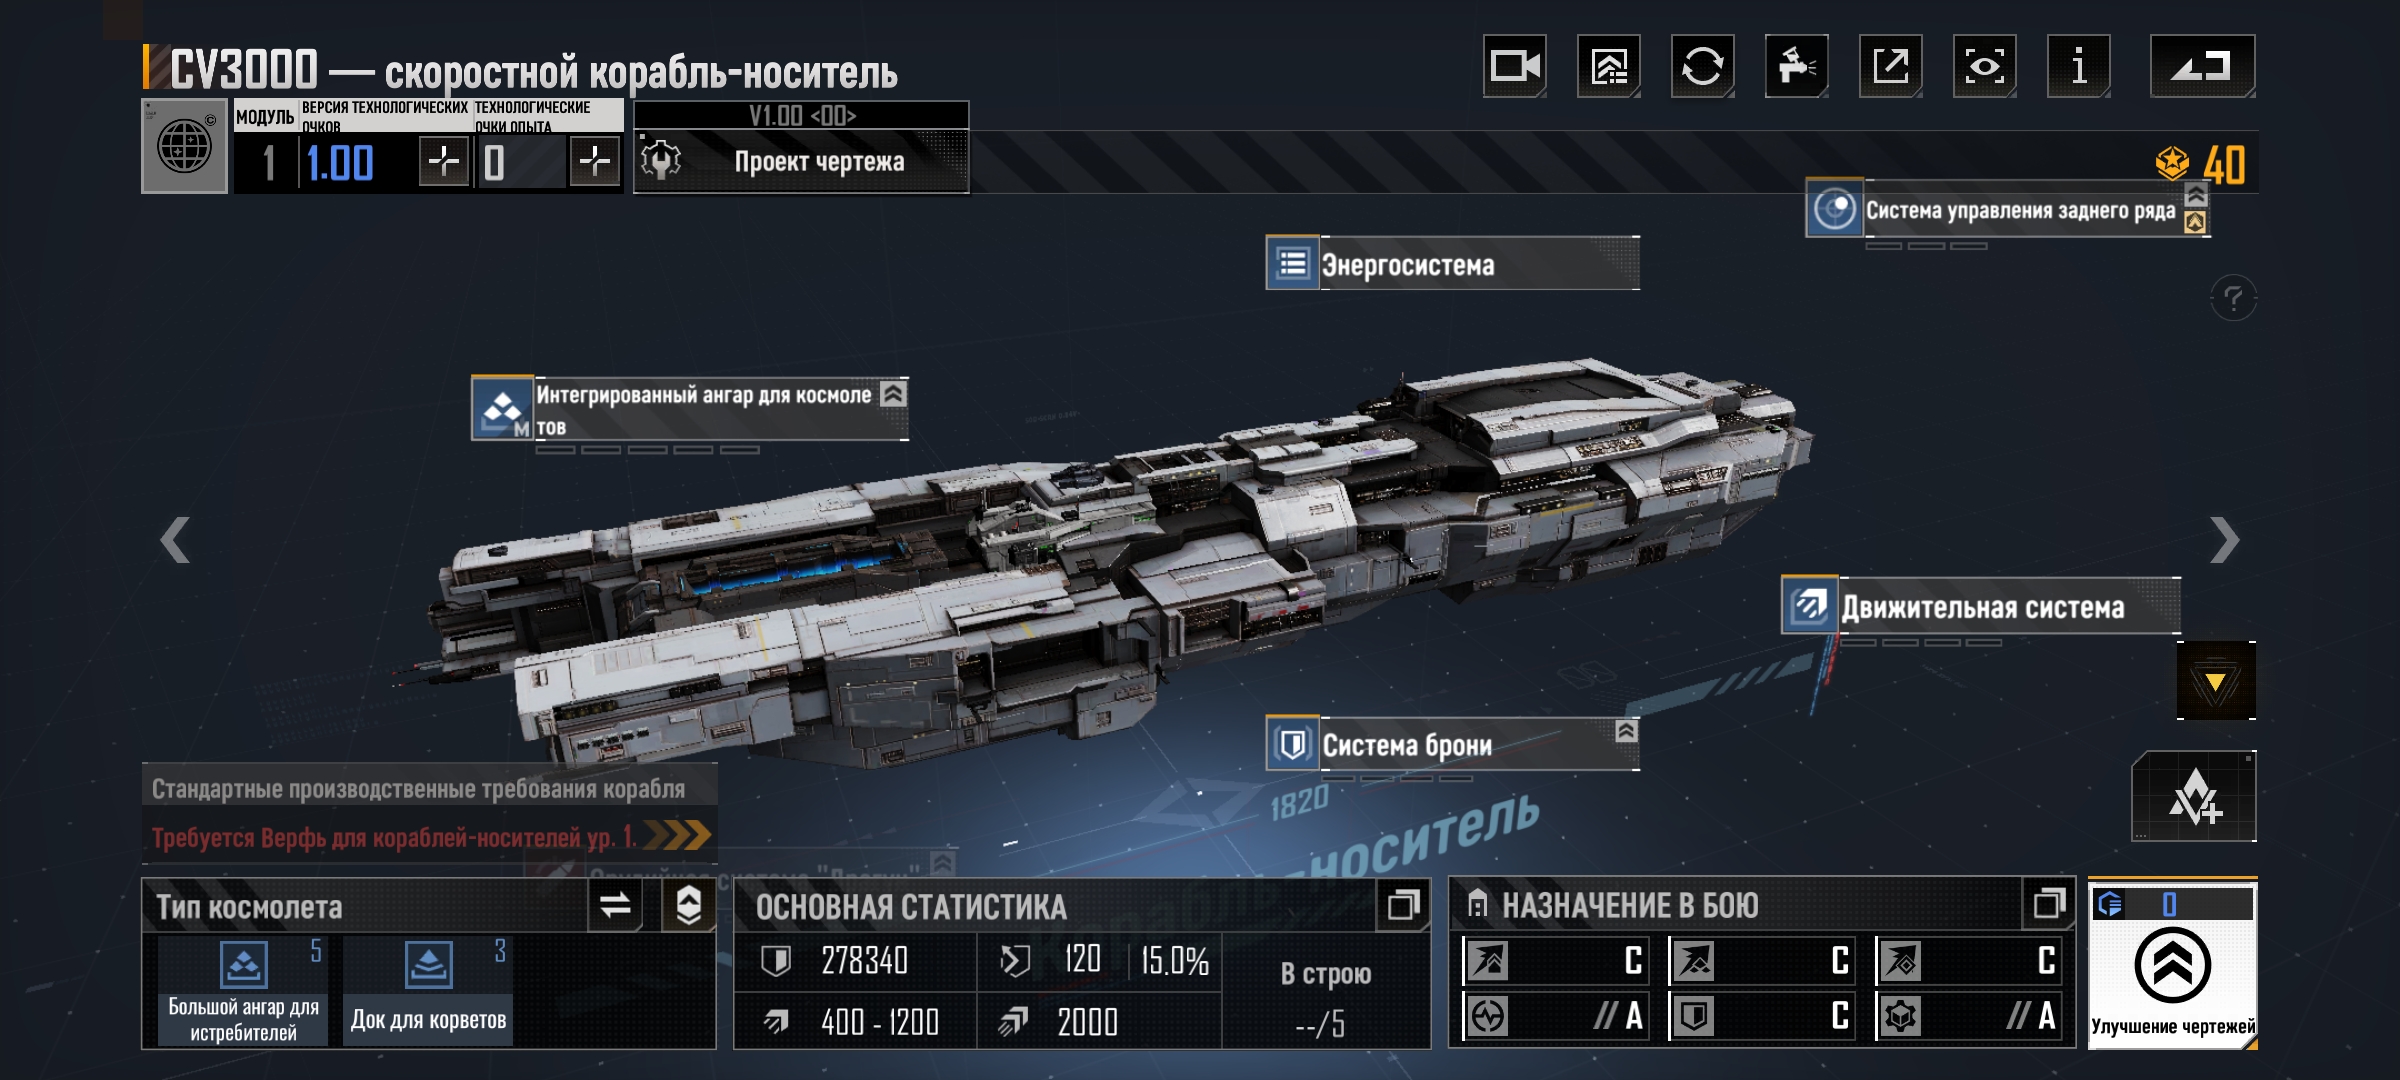 CV3000 — скоростной корабль-носитель
МОДУЛЬ
ВЕРСИЯ ТЕХНОЛОГИЧЕСКИХ
ОЧКОВ
ТЕХНОЛОГИЧЕСКИЕ
ОЧКИ ОПЫТА
1
1.00
0
V1.00 <00>
Проект чертежа
40
Система управления заднего ряда
Энергосистема
?
Интегрированный ангар для космоле
тов
M
Движительная система
Система брони
1820
Корабль-носитель
Стандартные производственные требования корабля
Требуется Верфь для кораблей-носителей ур. 1.
Тип космолета
5
Большой ангар для
истребителей
3
Док для корветов
ОСНОВНАЯ СТАТИСТИКА
278340
120
15.0%
400 - 1200
2000
В строю
--/5
НАЗНАЧЕНИЕ В БОЮ
C
C
C
// A
C
// A
0
Улучшение чертежей